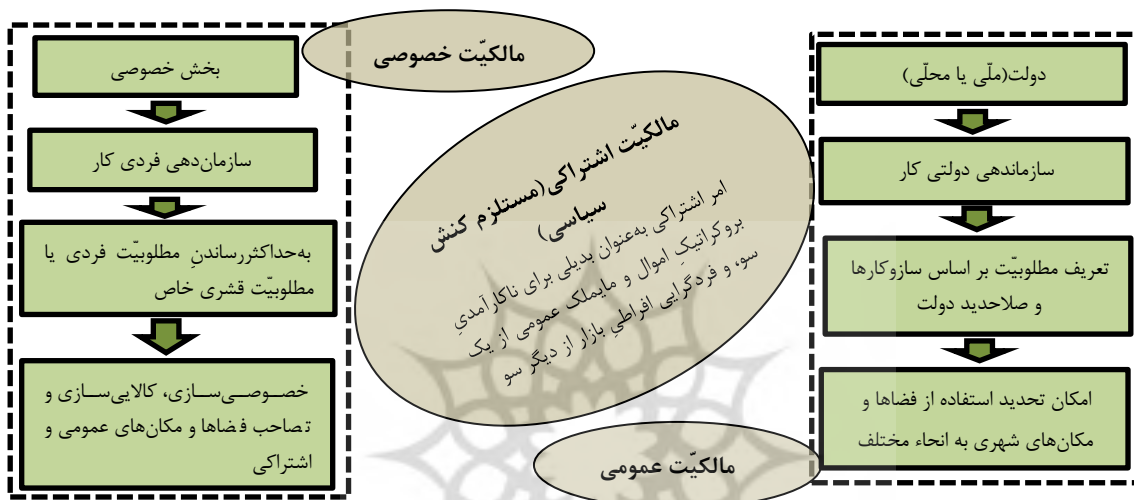 مالکیّت خصوصی
دولت(ملّی یا محلّی)
سازماندهی دولتی کار
تعریف مطلوبیّت بر اساس سازوکارها
و صلاحدید دولت
امکان تحدید استفاده از فضاها و
مکان‌های شهری به انحاء مختلف
مالکیّت اشتراکی(مستلزم کنش
سیاسی)
امر اشتراکی به‌عنوان بدیلی برای ناکارآمدیِ
بروکراتیک اموال و مایملک عمومی از یک
سو، و فردگرایی افراطیِ بازار از دیگر سو
بخش خصوصی
سازمان‌دهی فردی کار
به‌حداکثررساندنِ مطلوبیّت فردی یا
مطلوبیّت قشری خاص
خصوصی‌سازی، کالایی‌سازی و
تصاحب فضاها و مکان‌های عمومی و
اشتراکی
مالکیّت عمومی